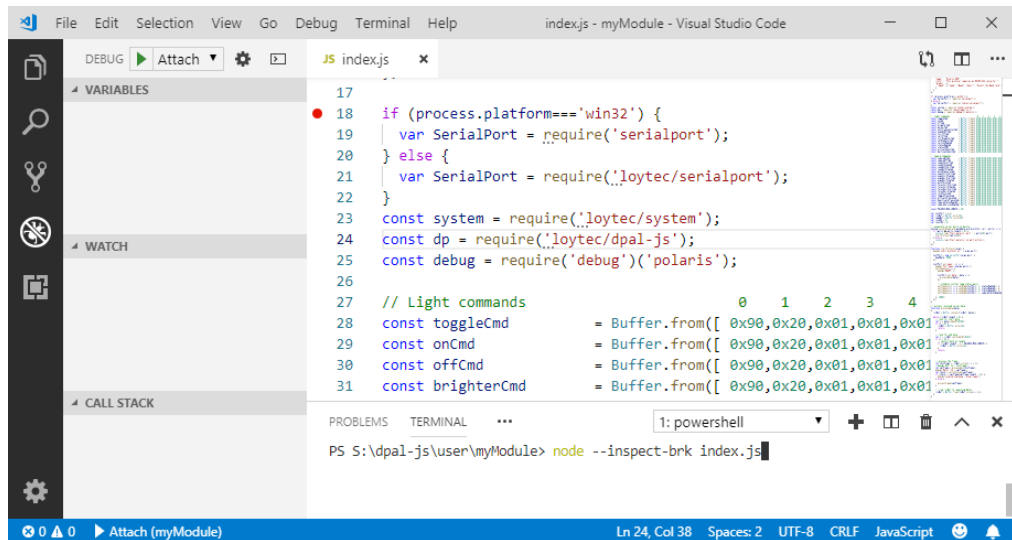 File Edit Selection View Go Debug Terminal Help index.js - myModule - Visual Studio Code
DEBUG Attach
JS index.js
VARIABLES
WATCH
CALL STACK
17
18 if (process.platform==='win32') {
19 var SerialPort = require('serialport');
20 } else {
21 var SerialPort = require('loytec/serialport');
22 }
23 const system = require('loytec/system');
24 const dp = require('loytec/dpal-js');
25 const debug = require('debug')('polaris');
26
27 // Light commands 0 1 2 3 4
28 const toggleCmd = Buffer.from([ 0x90,0x20,0x01,0x01,0x01
29 const onCmd = Buffer.from([ 0x90,0x20,0x01,0x01,0x01
30 const offCmd = Buffer.from([ 0x90,0x20,0x01,0x01,0x01
31 const brighterCmd = Buffer.from([ 0x90,0x20,0x01,0x01,0x01
PROBLEMS TERMINAL ••• 1: powershell
PS S:\dpal-js\user\myModule> node --inspect-brk index.js
0 0 Attach (myModule) Ln 24, Col 38 Spaces: 2 UTF-8 CRLF JavaScript